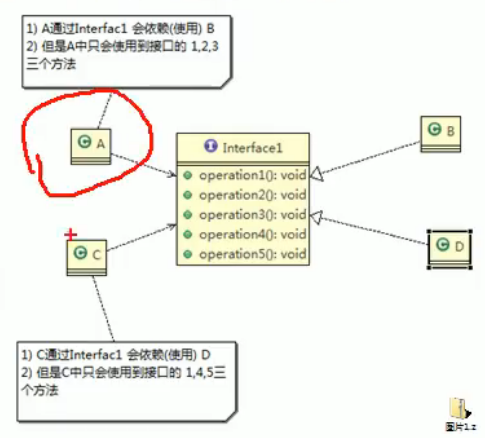 1) A通过Interfac1 会依赖(使用) B
2) 但是A中只会使用到接口的 1,2,3
三个方法
C A
I Interface1
C B
operation1(): void
operation2(): void
operation3(): void
operation4(): void
operation5(): void
C D
C C
1) C通过Interfac1 会依赖(使用) D
2) 但是C中只会使用到接口的 1,4,5三
个方法
图片1.z